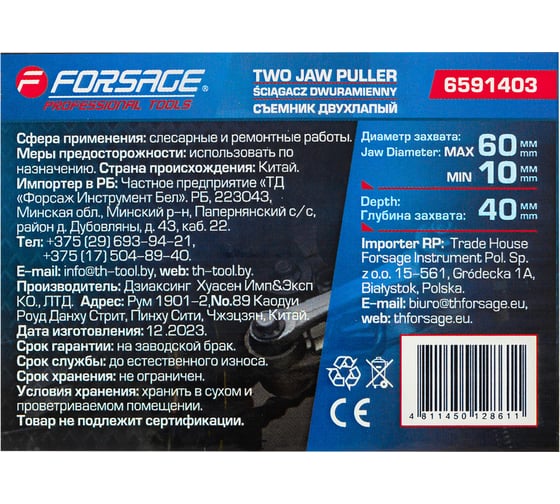 FORSAGE®
PROFESSIONAL TOOLS
TWO JAW PULLER
ŚCIĄGACZ DWURAMIENNY
СЪЕМНИК ДВУХЛАПЫЙ
6591403
Сфера применения: слесарные и ремонтные работы.
Меры предосторожности: использовать по
назначению. Страна происхождения: Китай.
Импортер в РБ: Частное предприятие «ТД
«Форсаж Инструмент Бел». РБ, 223043,
Минская обл., Минский р-н, Папернянский с/с,
район д. Дубовляны, д. 43, каб. 22.
Тел.: +375 (29) 693-94-21,
+375 (17) 504-89-40.
E-mail: info@th-tool.by, web: th-tool.by.
Производитель: Дзиаксинг Хуасен Имп&Эксп
КО., ЛТД. Адрес: Рум 1901-2,No.89 Каодуи
Роуд Данху Стрит, Пинху Сити, Чжэцзян, Китай.
Дата изготовления: 12.2023.
Срок гарантии: на заводской брак.
Срок службы: до естественного износа.
Срок хранения: не ограничен.
Условия хранения: хранить в сухом и
проветриваемом помещении.
Товар не подлежит сертификации.
Диаметр захвата:
Jaw Diameter: MAX 60 мм mm
MIN 10 мм mm
Depth:
Глубина захвата: 40 мм mm
Importer RP: Trade House
Forsage Instrument Pol. Sp.
z o.o. 15-561, Gródecka 1A,
Białystok, Polska.
E-mail: biuro@thforsage.eu,
web: thforsage.eu.
CE
4 811450 128611